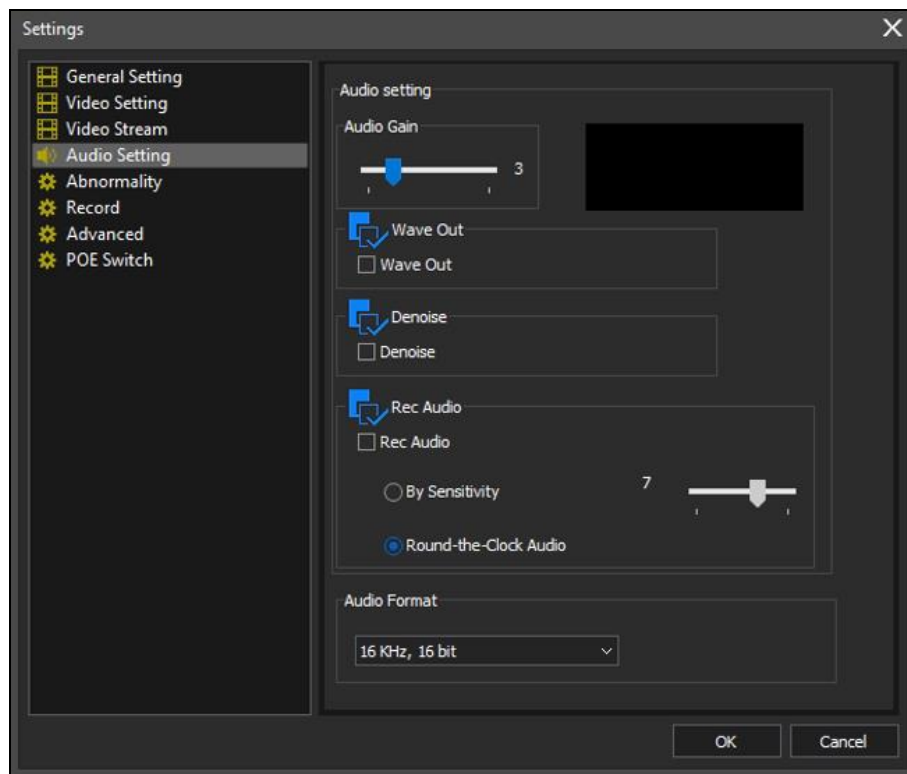 Settings
General Setting
Video Setting
Video Stream
Audio Setting
Abnormality
Record
Advanced
POE Switch
Audio setting
Audio Gain
3
Wave Out
Wave Out
Denoise
Denoise
Rec Audio
Rec Audio
By Sensitivity
7
Round-the-Clock Audio
Audio Format
16 KHz, 16 bit
OK
Cancel